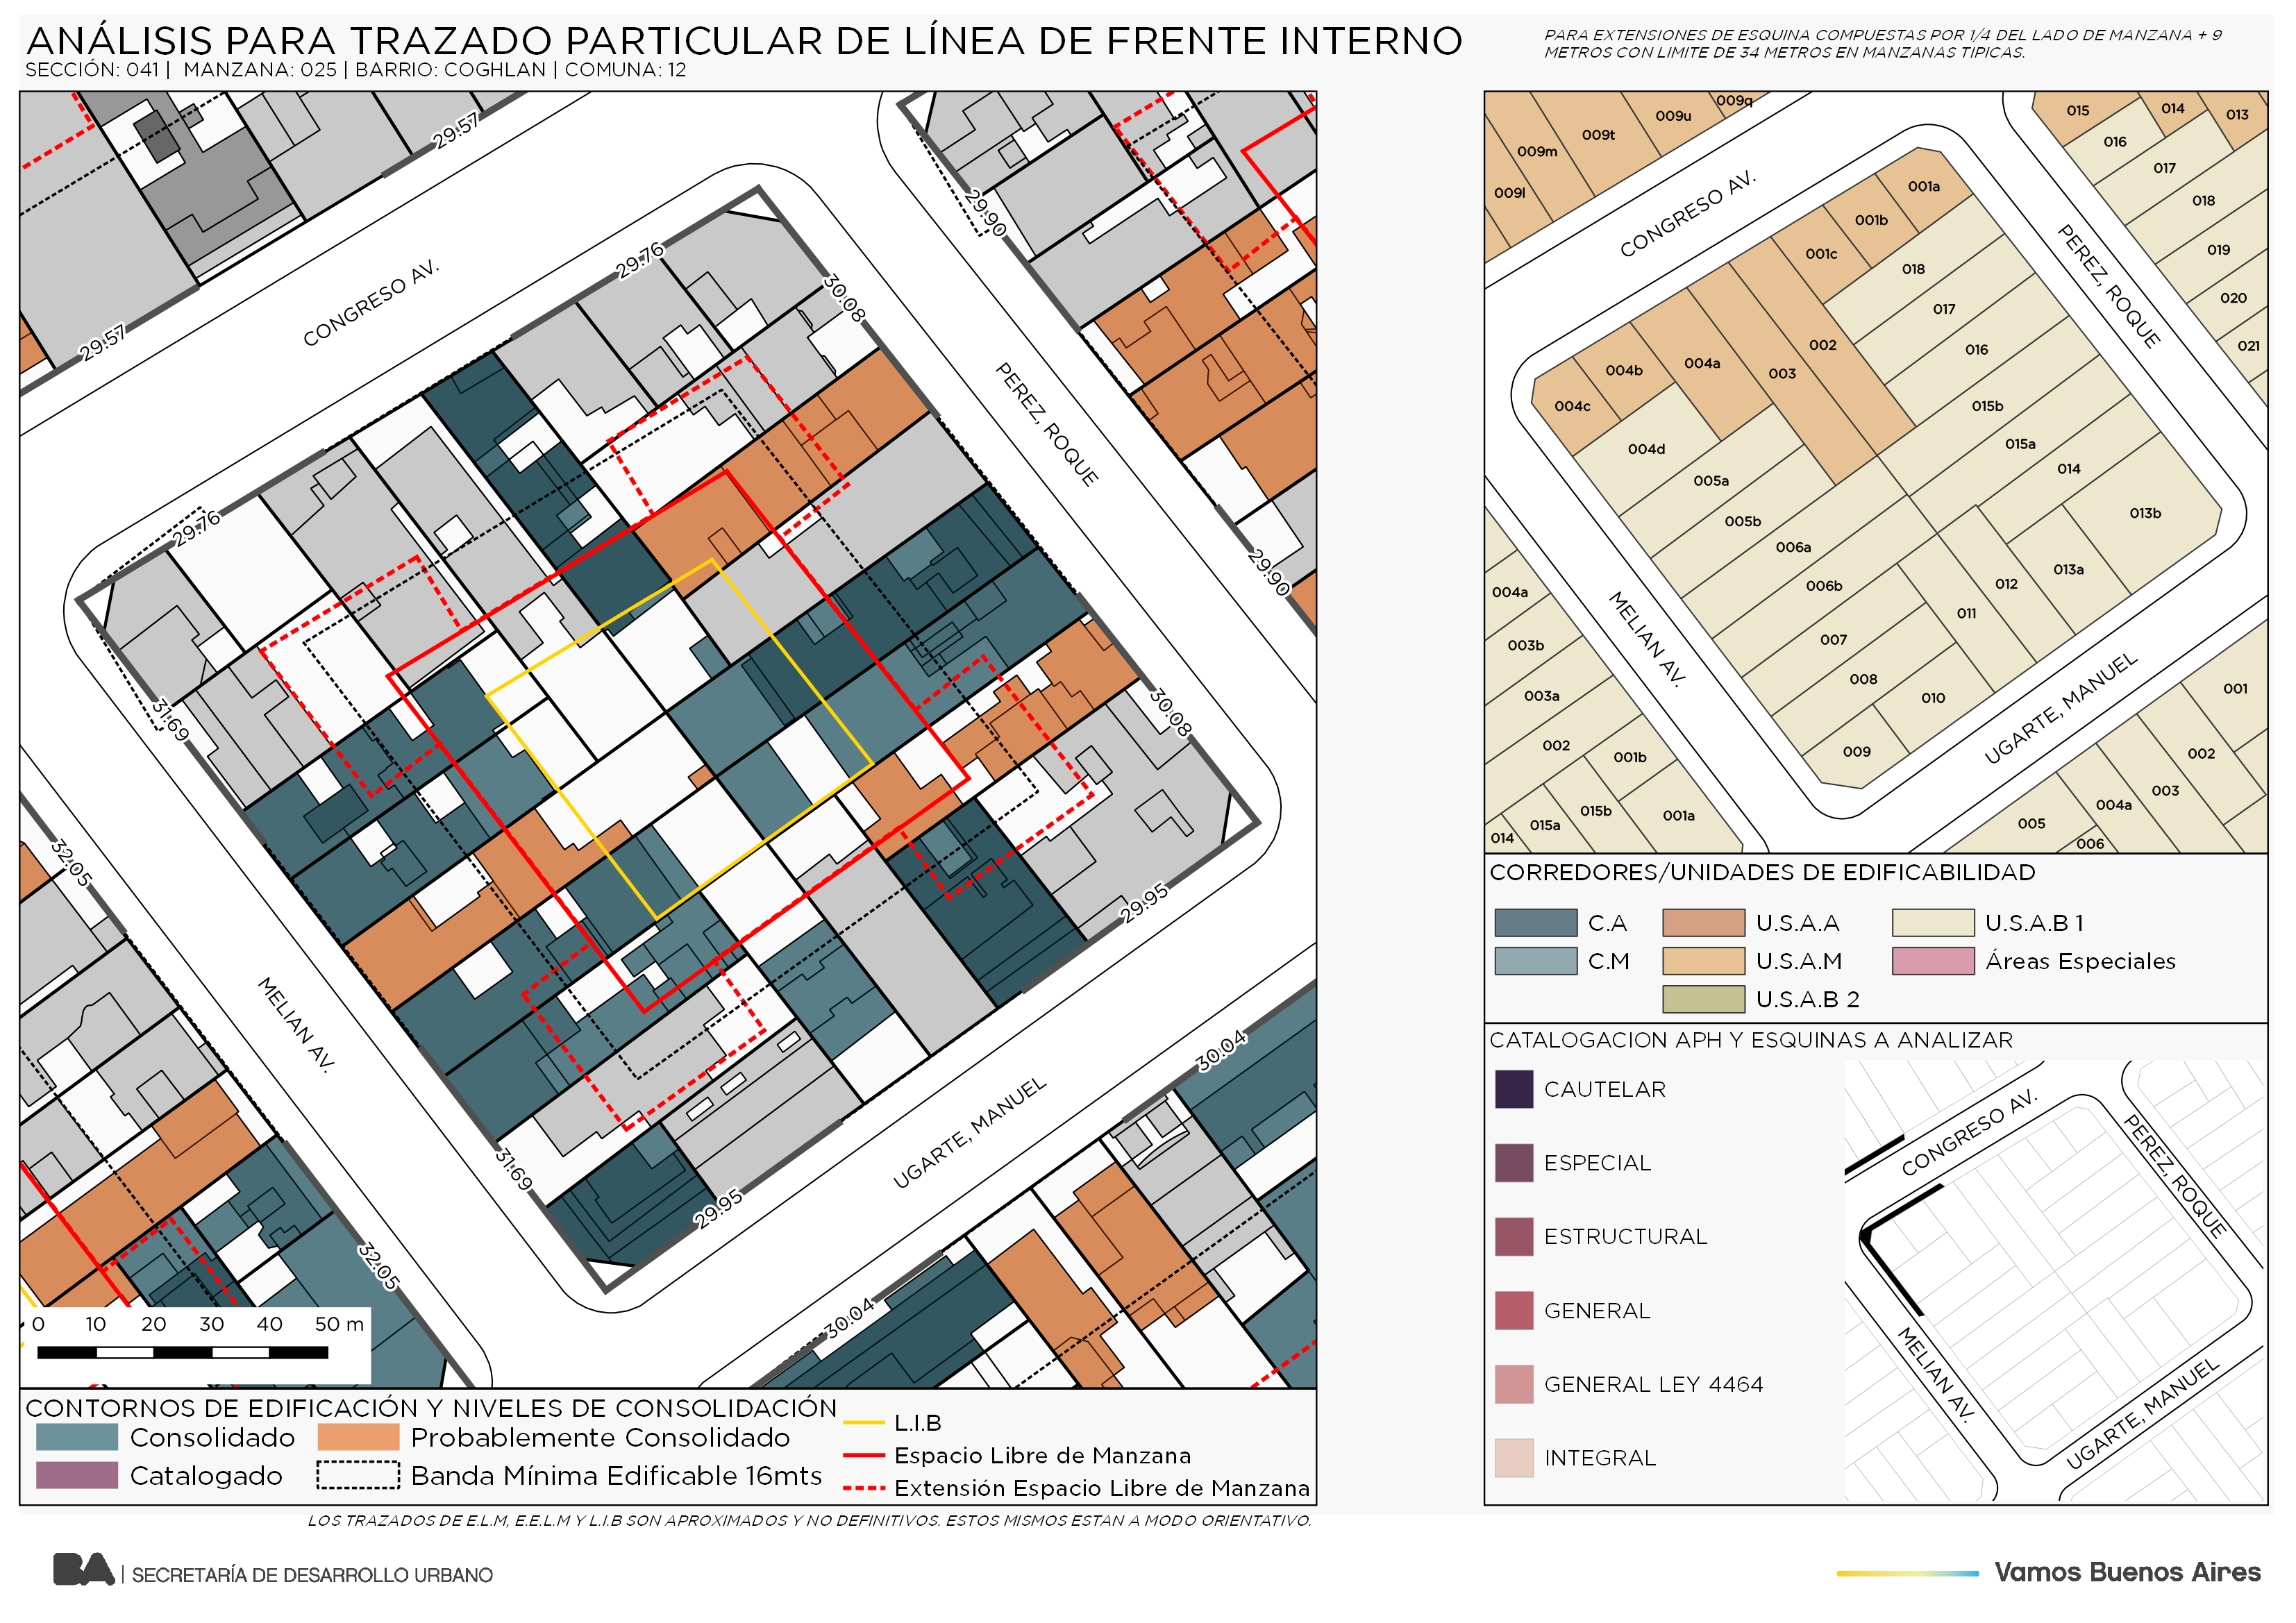 ANÁLISIS PARA TRAZADO PARTICULAR DE LÍNEA DE FRENTE INTERNO
SECCIÓN: 041 | MANZANA: 025 | BARRIO: COGHLAN | COMUNA: 12
PARA EXTENSIONES DE ESQUINA COMPUESTAS POR 1/4 DEL LADO DE MANZANA + 9
METROS CON LIMITE DE 34 METROS EN MANZANAS TIPICAS.
29.57
29.57
29.90
29.76
CONGRESO AV.
30.08
PEREZ, ROQUE
29.76
29.90
31.69
30.08
32.05
29.95
MELIAN AV.
30.04
UGARTE, MANUEL
31.69
29.95
32.05
30.04
0 10 20 30 40 50 m
CONTORNOS DE EDIFICACIÓN Y NIVELES DE CONSOLIDACIÓN
Consolidado
Probablemente Consolidado
Catalogado
Banda Mínima Edificable 16mts
L.I.B
Espacio Libre de Manzana
Extensión Espacio Libre de Manzana
LOS TRAZADOS DE E.L.M, E.E.L.M Y L.I.B SON APROXIMADOS Y NO DEFINITIVOS. ESTOS MISMOS ESTAN A MODO ORIENTATIVO.
009q
009u
009t
009m
009l
015
014
013
016
017
018
019
020
021
CONGRESO AV.
PEREZ, ROQUE
001a
001b
001c
018
017
002
016
003
004a
004b
004c
015b
004d
015a
005a
014
005b
013b
006a
013a
006b
012
011
007
008
010
009
MELIAN AV.
UGARTE, MANUEL
004a
003b
003a
002
001b
015b
001a
015a
014
001
002
003
004a
005
006
CORREDORES/UNIDADES DE EDIFICABILIDAD
C.A
U.S.A.A
U.S.A.B 1
C.M
U.S.A.M
Áreas Especiales
U.S.A.B 2
CATALOGACION APH Y ESQUINAS A ANALIZAR
CAUTELAR
ESPECIAL
ESTRUCTURAL
GENERAL
GENERAL LEY 4464
INTEGRAL
CONGRESO AV.
PEREZ, ROQUE
MELIAN AV.
UGARTE, MANUEL
BA | SECRETARÍA DE DESARROLLO URBANO
Vamos Buenos Aires